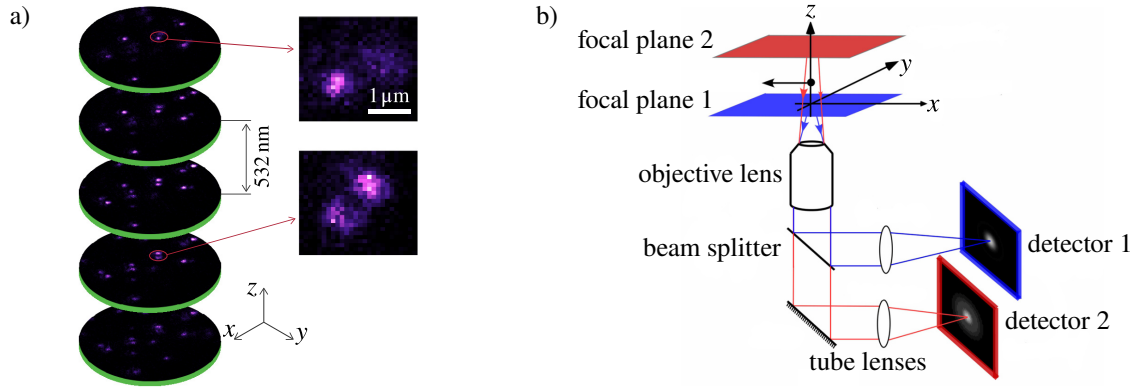 a)
1 µm
532 nm
z
x
y
b)
z
focal plane 2
y
focal plane 1
x
objective lens
beam splitter
detector 1
detector 2
tube lenses